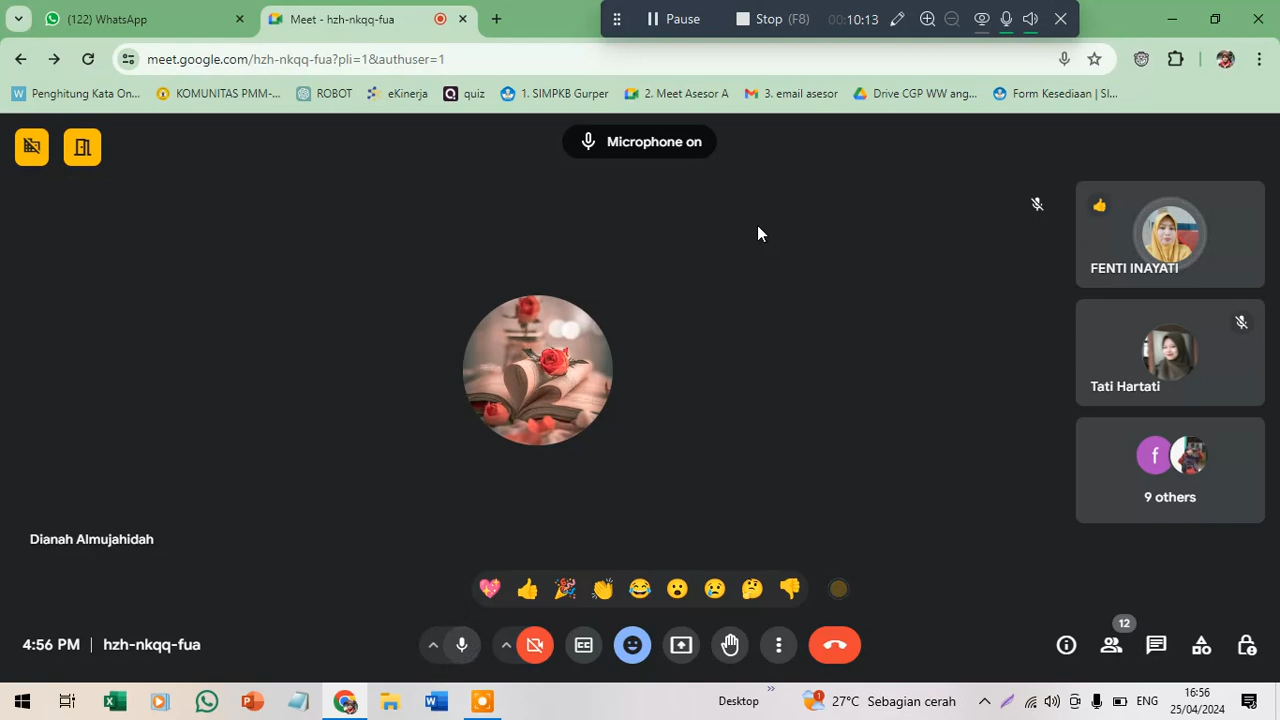 (122) WhatsApp
Meet - hzh-nkqq-fua
Pause
Stop (F8)
00:10:13
meet.google.com/hzh-nkqq-fua?pli=1&authuser=1
Penghitung Kata On...
KOMUNITAS PMM-...
ROBOT
eKinerja
quiz
1. SIMPKB Gurper
2. Meet Asesor A
3. email asesor
Drive CGP WW ang...
Form Kesediaan | SI...
Microphone on
FENTI INAYATI
Tati Hartati
f
9 others
Dianah Almujahidah
12
4:56 PM | hzh-nkqq-fua
Desktop
1
27°C Sebagian cerah
ENG
16:56
25/04/2024